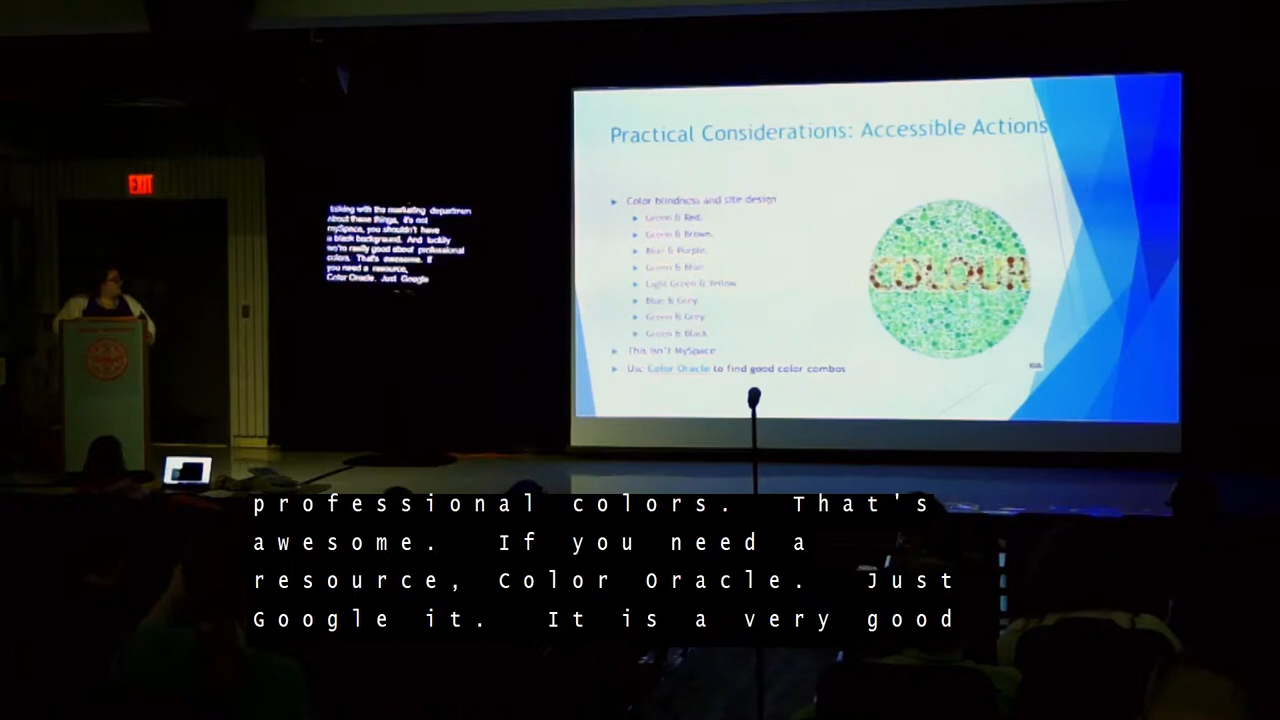 EXIT
talking with the marketing departmen
About these things, it's not
mySpace, you shouldn't have
a black background. And luckily
we're really good about professional
colors. That's awesome. If
you need a resource,
Color Oracle. Just Google
Practical Considerations: Accessible Actions
Color blindness and site design
Green & Red
Green & Brown
Blue & Purple
Green & Blue
Light Green & Yellow
Blue & Grey
Green & Grey
Green & Black
This isn't MySpace
Use Color Oracle to find good color combos
COLOUR
professional colors. That's
awesome. If you need a
resource, Color Oracle. Just
Google it. It is a very good